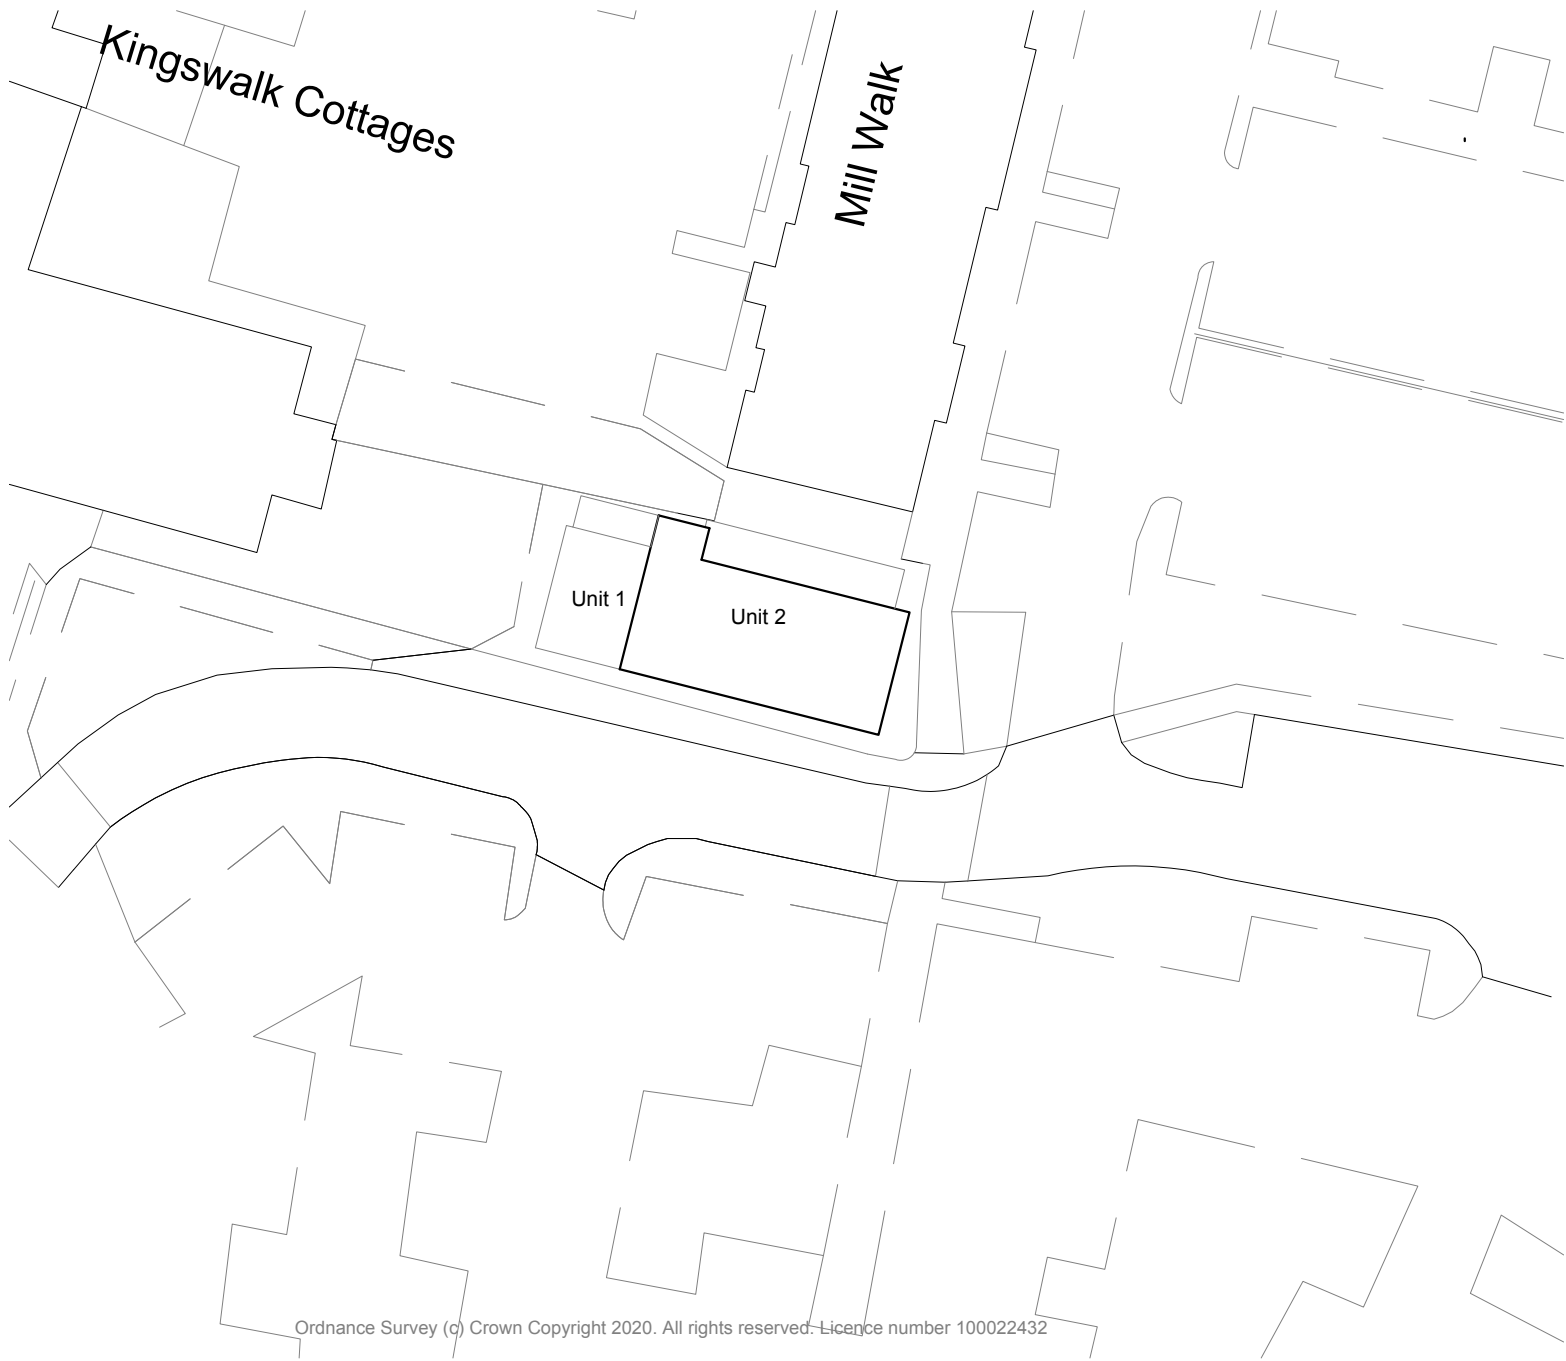 Kingswalk Cottages
Mill Walk
Unit 1
Unit 2
Ordnance Survey (c) Crown Copyright 2020. All rights reserved. Licence number 100022432